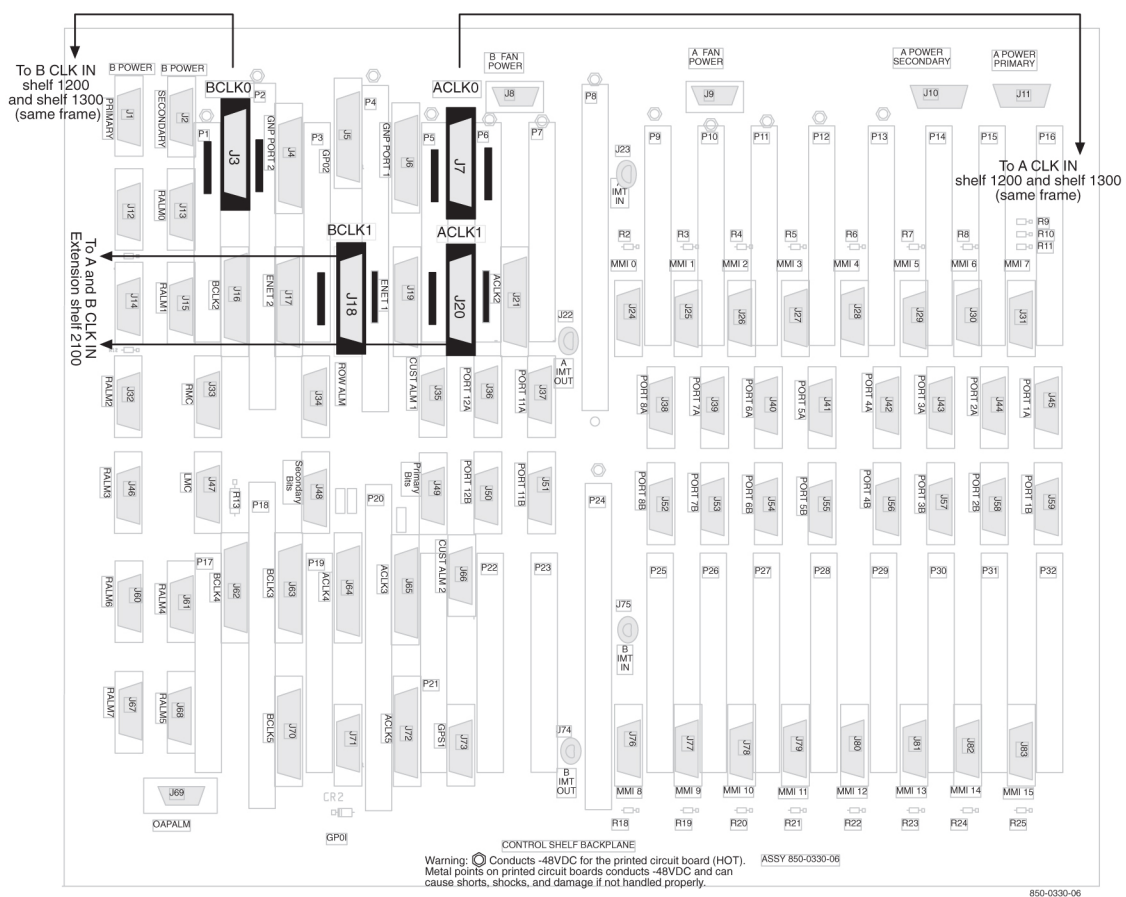 To B CLK IN
shelf 1200
and shelf 1300
(same frame)
B POWER
B POWER
BCLK0
ACLK0
B FAN
POWER
A FAN
POWER
A POWER
SECONDARY
A POWER
PRIMARY
PRIMARY
J1
SECONDARY
J2
P1
J3
P2
GNP PORT 2
J4
P3
GP02
J5
P4
GNP PORT 1
J6
P5
J7
P6
J8
P7
P8
J9
J10
J11
P9
P10
P11
P12
P13
P14
P15
P16
J23
A
IMT
IN
To A CLK IN
shelf 1200 and shelf 1300
(same frame)
J12
RALM0
J13
R9
R10
R11
R2
R3
R4
R5
R6
R7
R8
MMI 0
MMI 1
MMI 2
MMI 3
MMI 4
MMI 5
MMI 6
MMI 7
BCLK1
ACLK1
To A and B CLK IN
Extension shelf 2100
J14
RALM1
J15
BCLK2
J16
ENET 2
J17
J18
ENET 1
J19
J20
ACLK2
J21
J22
A
IMT
OUT
J24
J25
J26
J27
J28
J29
J30
J31
RALM2
J32
RMC
J33
J34
ROW ALM
CUST ALM 1
J35
PORT 12A
J36
PORT 11A
J37
PORT 8A
J38
PORT 7A
J39
PORT 6A
J40
PORT 5A
J41
PORT 4A
J42
PORT 3A
J43
PORT 2A
J44
PORT 1A
J45
RALM3
J46
LMC
J47
R13
P18
Secondary
Bits
J48
P20
Primary
Bits
J49
PORT 12B
J50
PORT 11B
J51
P24
PORT 8B
J52
PORT 7B
J53
PORT 6B
J54
PORT 5B
J55
PORT 4B
J56
PORT 3B
J57
PORT 2B
J58
PORT 1B
J59
RALM6
J60
RALM4
J61
P17
BCLK4
J62
BCLK3
J63
P19
ACLK4
J64
ACLK3
J65
CUST ALM 2
J66
P22
P23
P25
P26
P27
P28
P29
P30
P31
P32
J75
B
IMT
IN
RALM7
J67
RALM5
J68
BCLK5
J70
J71
ACLK5
J72
P21
GPS1
J73
J74
B
IMT
OUT
J76
J77
J78
J79
J80
J81
J82
J83
MMI 8
MMI 9
MMI 10
MMI 11
MMI 12
MMI 13
MMI 14
MMI 15
J69
OAPALM
CR2
GP0I
R18
R19
R20
R21
R22
R23
R24
R25
CONTROL SHELF BACKPLANE
Warning: Conducts -48VDC for the printed circuit board (HOT).
Metal points on printed circuit boards conducts -48VDC and can
cause shorts, shocks, and damage if not handled properly.
ASSY 850-0330-06
850-0330-06